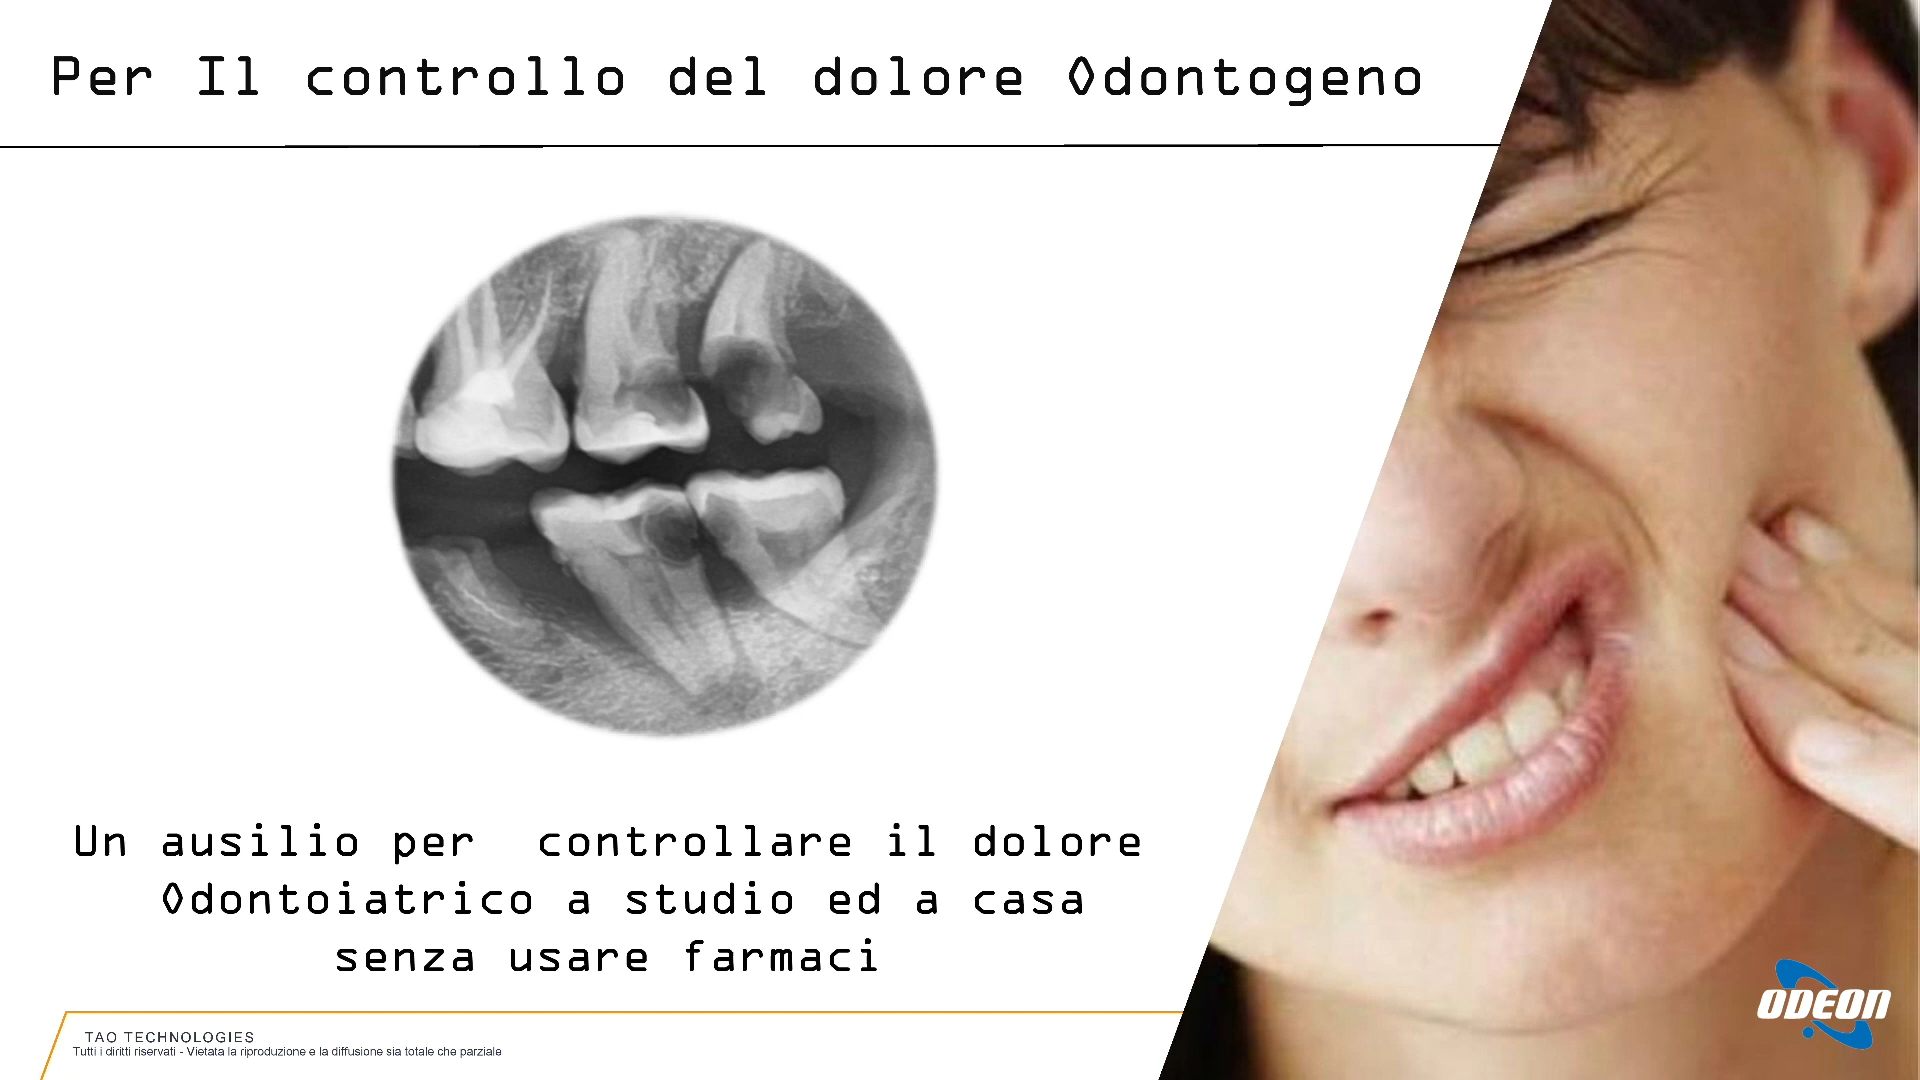 Per Il controllo del dolore Odontogeno
Un ausilio per controllare il dolore
Odontoiatrico a studio ed a casa
senza usare farmaci
TAO TECHNOLOGIES
Tutti i diritti riservati - Vietata la riproduzione e la diffusione sia totale che parziale
ODEON